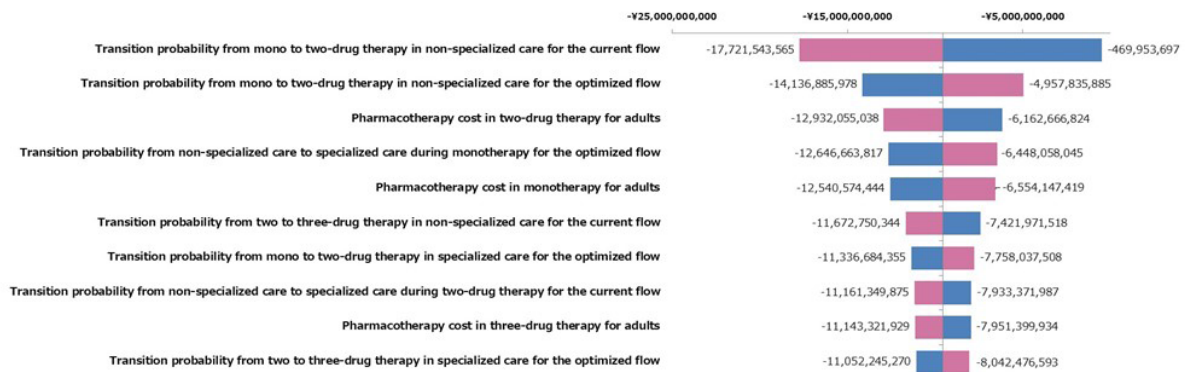 -¥25,000,000,000 -¥15,000,000,000 -¥5,000,000,000
Transition probability from mono to two-drug therapy in non-specialized care for the current flow -17,721,543,565 -469,953,697
Transition probability from mono to two-drug therapy in non-specialized care for the optimized flow -14,136,885,978 -4,957,835,885
Pharmacotherapy cost in two-drug therapy for adults -12,932,055,038 -6,162,666,824
Transition probability from non-specialized care to specialized care during monotherapy for the optimized flow -12,646,663,817 -6,448,058,045
Pharmacotherapy cost in monotherapy for adults -12,540,574,444 -6,554,147,419
Transition probability from two to three-drug therapy in non-specialized care for the current flow -11,672,750,344 -7,421,971,518
Transition probability from mono to two-drug therapy in specialized care for the optimized flow -11,336,684,355 -7,758,037,508
Transition probability from non-specialized care to specialized care during two-drug therapy for the current flow -11,161,349,875 -7,933,371,987
Pharmacotherapy cost in three-drug therapy for adults -11,143,321,929 -7,951,399,934
Transition probability from two to three-drug therapy in specialized care for the optimized flow -11,052,245,270 -8,042,476,593